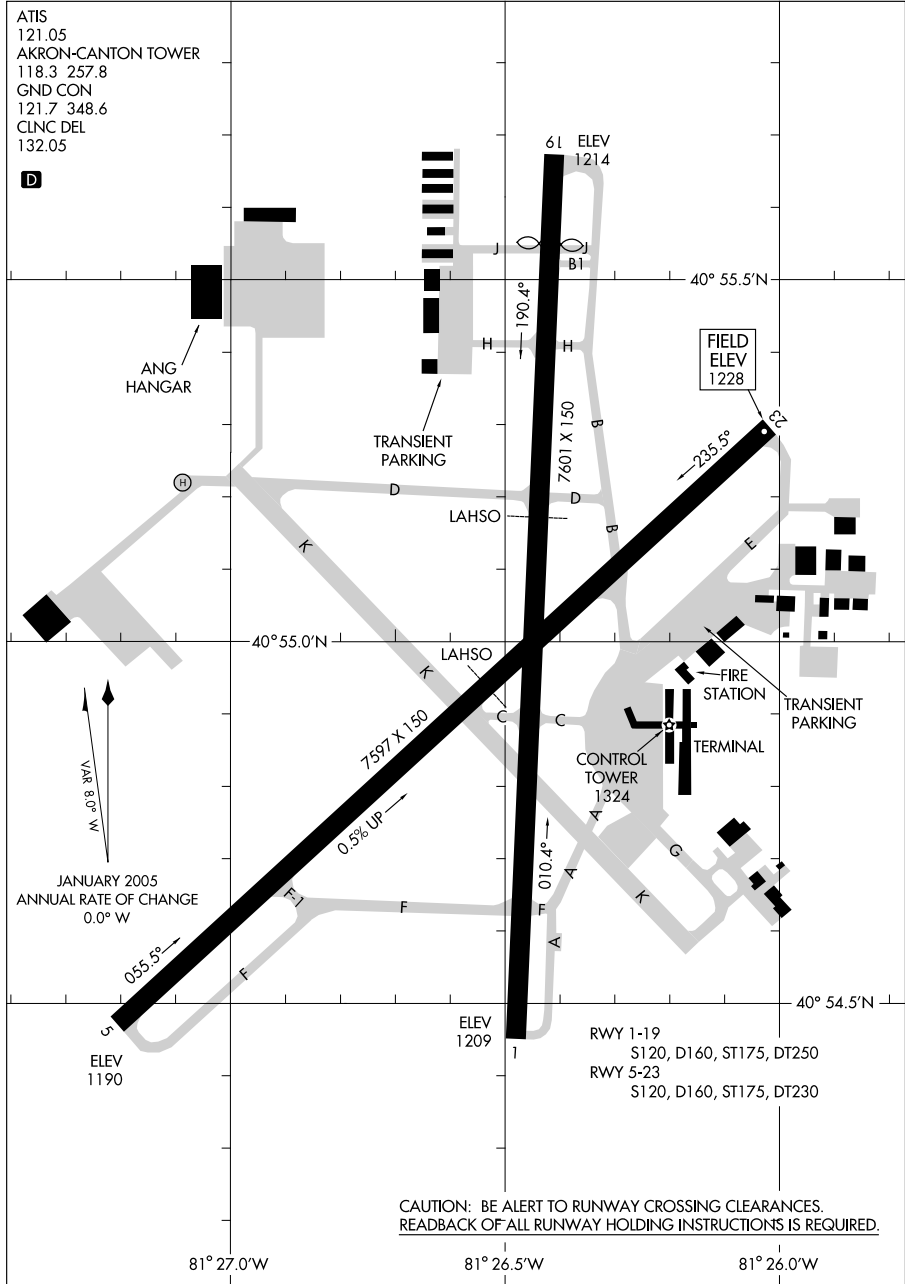 ATIS
121.05
AKRON-CANTON TOWER
118.3 257.8
GND CON
121.7 348.6
CLNC DEL
132.05
D
19
ELEV
1214
J
J
B1
40° 55.5'N
190.4°
H
H
ANG
HANGAR
FIELD
ELEV
1228
23
TRANSIENT
PARKING
7601 X 150
B
235.5°
H
D
D
LAHSO
B
K
E
40° 55.0'N
LAHSO
K
FIRE
STATION
TRANSIENT
PARKING
C
C
7597 X 150
CONTROL
TOWER
1324
TERMINAL
VAR 8.0° W
0.5% UP
A
010.4°
G
JANUARY 2005
ANNUAL RATE OF CHANGE
0.0° W
A
F-1
F
F
K
A
055.5°
F
5
ELEV
1190
ELEV
1209
1
40° 54.5'N
RWY 1-19
S120, D160, ST175, DT250
RWY 5-23
S120, D160, ST175, DT230
CAUTION: BE ALERT TO RUNWAY CROSSING CLEARANCES.
READBACK OF ALL RUNWAY HOLDING INSTRUCTIONS IS REQUIRED.
81° 27.0'W
81° 26.5'W
81° 26.0'W